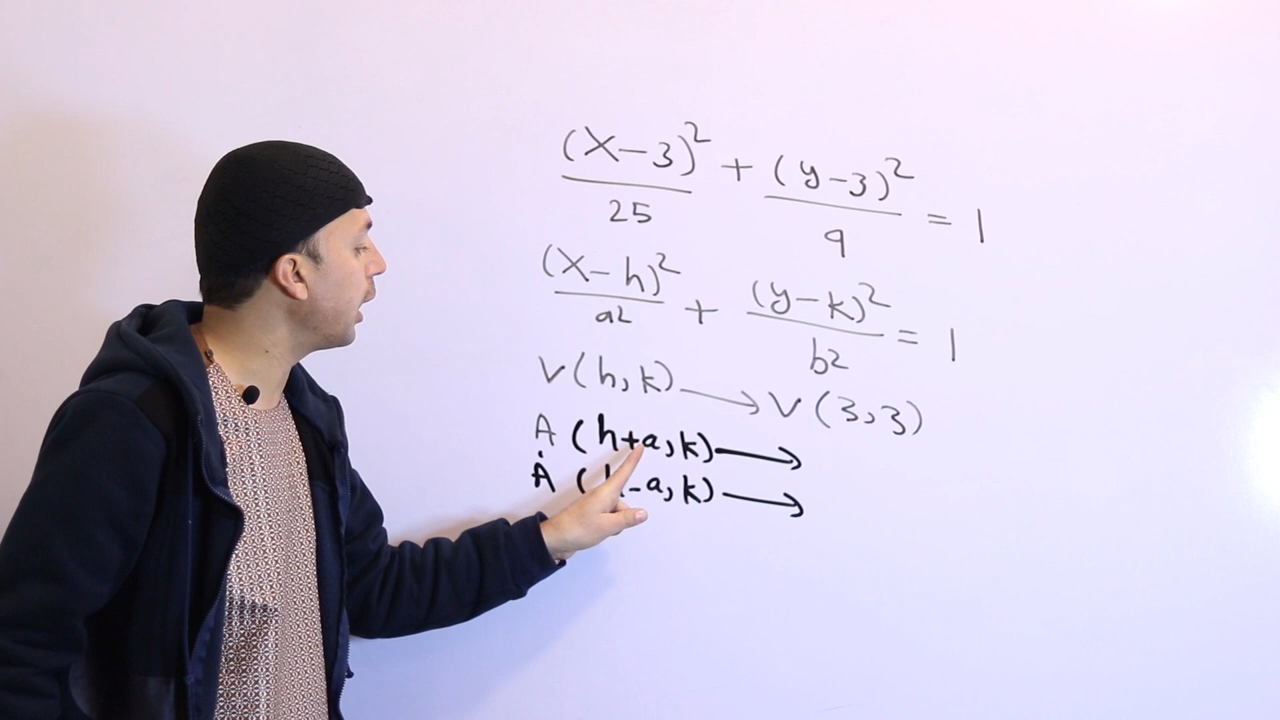 (x-3)²/25 + (y-3)²/9 = 1
(x-h)²/a2 + (y-k)²/b2 = 1
V(h,k) → V(3,3)
A (h+a,k) →
À (h-a,k) →